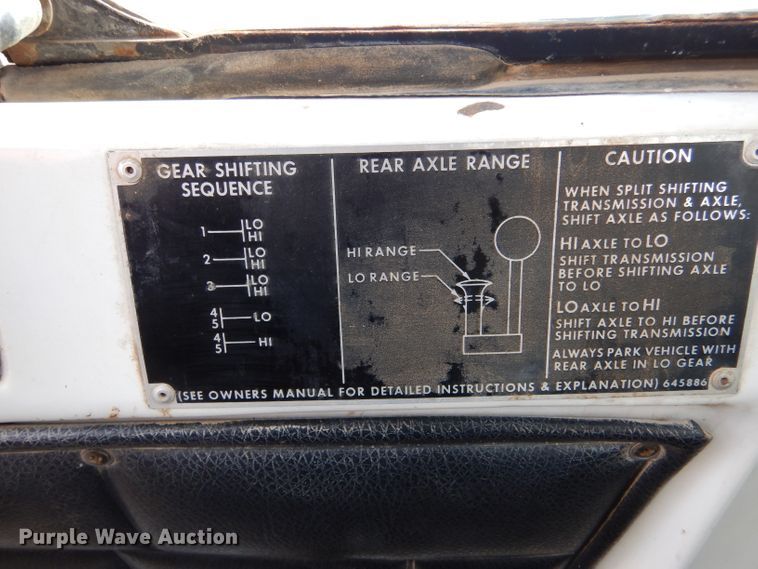 GEAR SHIFTING
SEQUENCE
1 LO
HI
2 LO
HI
3 LO
HI
4
5 LO
4
5 HI
REAR AXLE RANGE
HI RANGE
LO RANGE
CAUTION
WHEN SPLIT SHIFTING
TRANSMISSION & AXLE,
SHIFT AXLE AS FOLLOWS:
HI AXLE TO LO
SHIFT TRANSMISSION
BEFORE SHIFTING AXLE
TO LO
LO AXLE TO HI
SHIFT AXLE TO HI BEFORE
SHIFTING TRANSMISSION
ALWAYS PARK VEHICLE WITH
REAR AXLE IN LO GEAR
(SEE OWNERS MANUAL FOR DETAILED INSTRUCTIONS & EXPLANATION) 645886
Purple Wave Auction